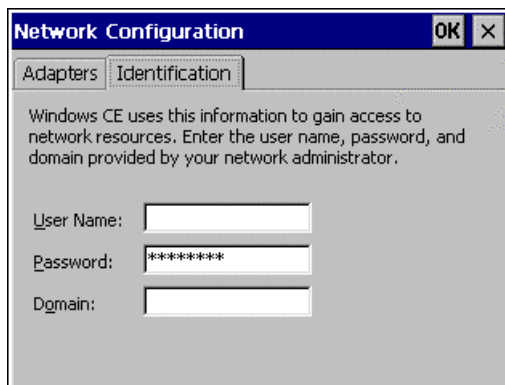 Network Configuration OK ×
Adapters Identification
Windows CE uses this information to gain access to
network resources. Enter the user name, password, and
domain provided by your network administrator.
User Name:
Password: ********
Domain: